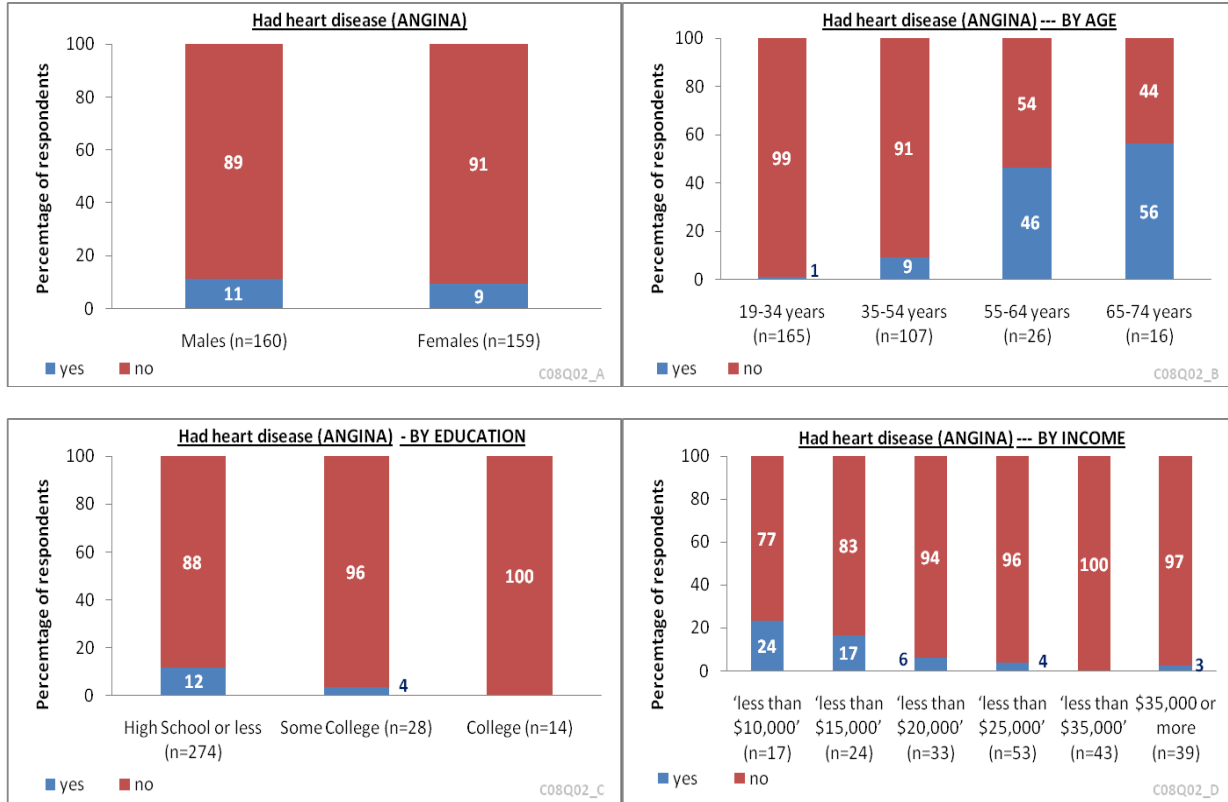 Had heart disease (ANGINA)
Percemtage of respondents
100
80
60
40
20
0
89
91
11
9
Males (n=160)
Females (n=159)
yes
no
C08Q02_A
Had heart disease (ANGINA) --- BY AGE
Percemtage of respondents
100
80
60
40
20
0
99
91
54
44
1
9
46
56
19-34 years
(n=165)
35-54 years
(n=107)
55-64 years
(n=26)
65-74 years
(n=16)
yes
no
C08Q02_B
Had heart disease (ANGINA) - BY EDUCATION
Percemtage of respondents
100
80
60
40
20
0
88
96
100
12
4
High School or less
(n=274)
Some College (n=28)
College (n=14)
yes
no
C08Q02_C
Had heart disease (ANGINA) --- BY INCOME
Percemtage of respondents
100
80
60
40
20
0
77
83
94
96
100
97
24
17
6
4
3
‘less than
$10,000’
(n=17)
‘less than
$15,000’
(n=24)
‘less than
$20,000’
(n=33)
‘less than
$25,000’
(n=53)
‘less than
$35,000’
(n=43)
$35,000 or
more
(n=39)
yes
no
C08Q02_D